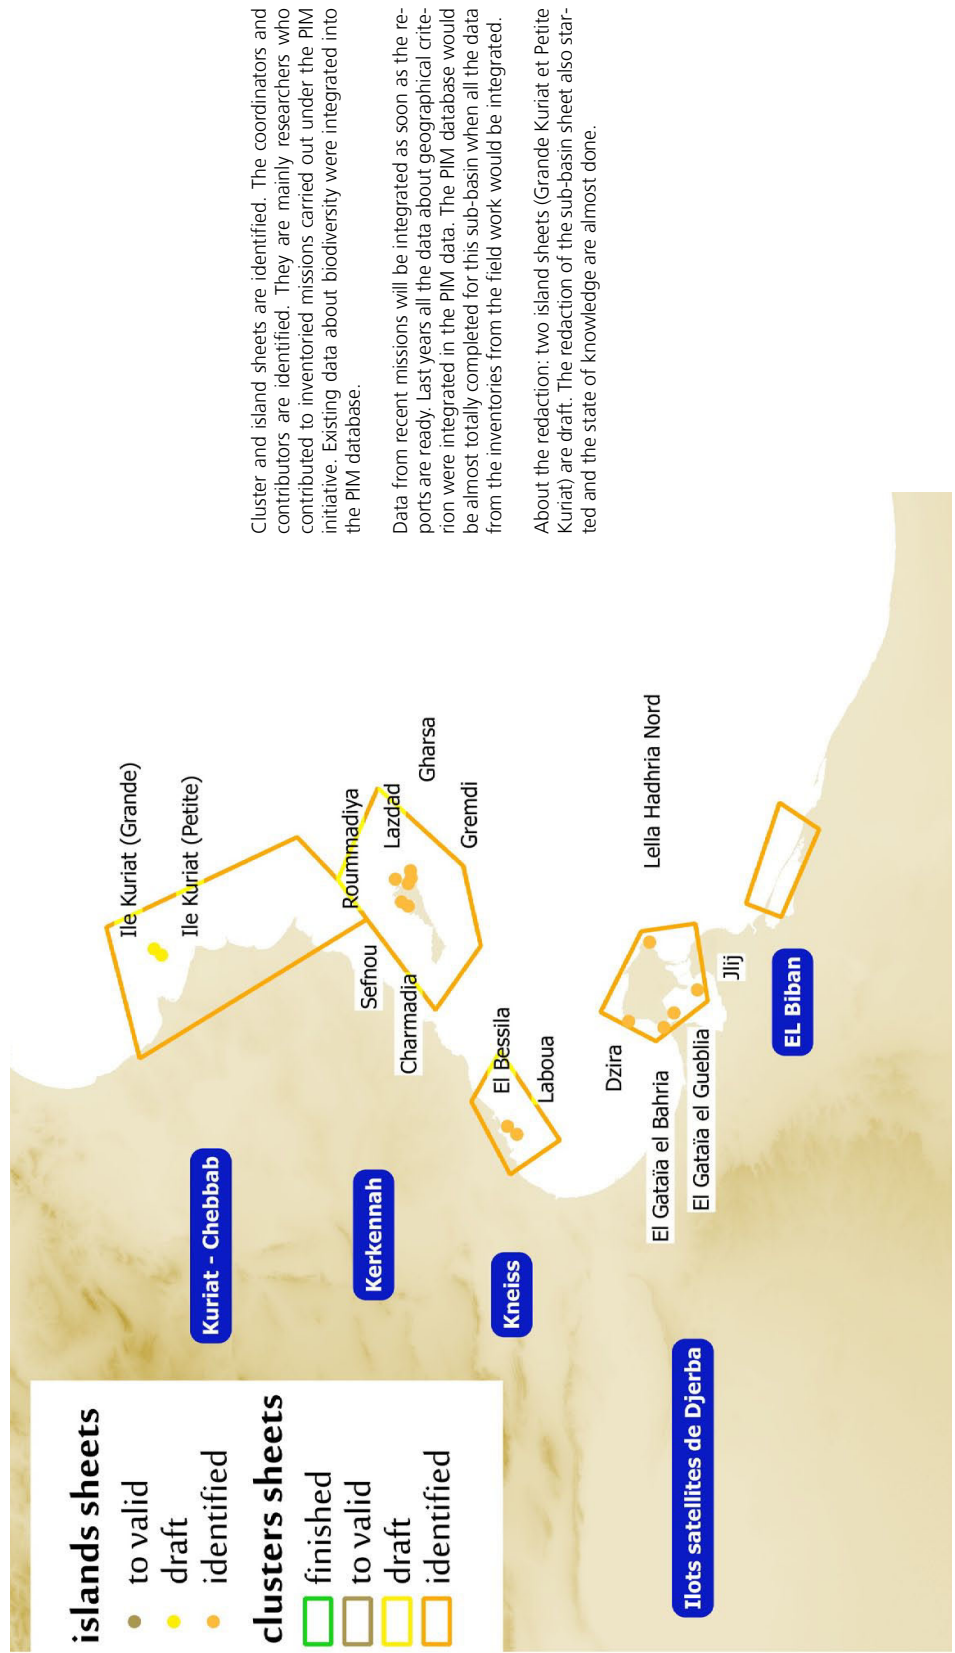 islands sheets
to valid
draft
identified
clusters sheets
finished
to valid
draft
identified
Kuriat - Chebbab
Kerkennah
Kneiss
Ilots satellites de Djerba
EL Biban
Ile Kuriat (Grande)
Ile Kuriat (Petite)
Roummadiya
Lazdad
Gharsa
Gremdi
Sefnou
Charmadia
El Bessila
Laboua
Lella Hadhria Nord
Dzira
El Gataïa el Bahria
El Gataïa el Gueblia
Jlij
Cluster and island sheets are identified. The coordinators and
contributors are identified. They are mainly researchers who
contributed to inventoried missions carried out under the PIM
initiative. Existing data about biodiversity were integrated into
the PIM database.
Data from recent missions will be integrated as soon as the re-
ports are ready. Last years all the data about geographical crite-
rion were integrated in the PIM data. The PIM database would
be almost totally completed for this sub-basin when all the data
from the inventories from the field work would be integrated.
About the redaction: two island sheets (Grande Kuriat et Petite
Kuriat) are draft. The redaction of the sub-basin sheet also star-
ted and the state of knowledge are almost done.